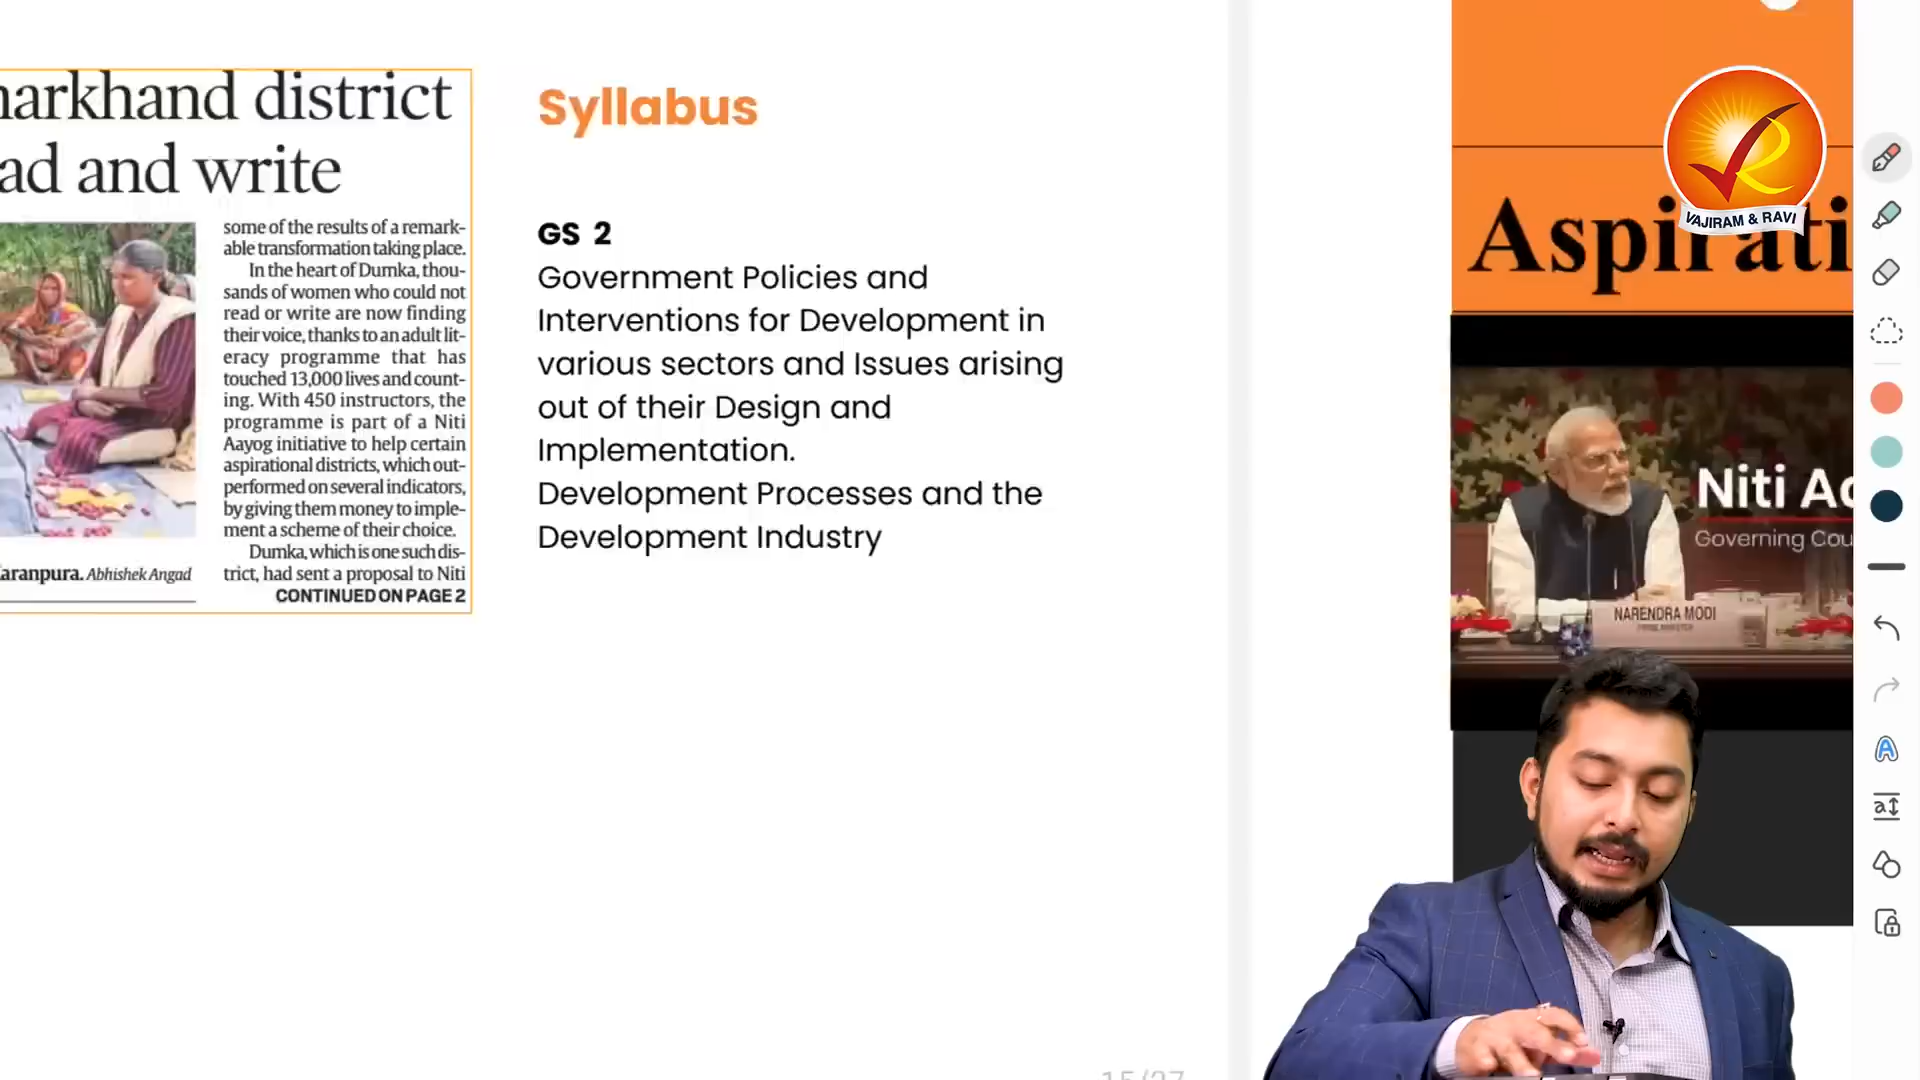 harkhand district
ad and write
some of the results of a remark-
able transformation taking place.
In the heart of Dumka, thou-
sands of women who could not
read or write are now finding
their voice, thanks to an adult lit-
eracy programme that has
touched 13,000 lives and count-
ing. With 450 instructors, the
programme is part of a Niti
Aayog initiative to help certain
aspirational districts, which out-
performed on several indicators,
by giving them money to imple-
ment a scheme of their choice.
Dumka, which is one such dis-
trict, had sent a proposal to Niti
CONTINUED ON PAGE 2
aranpura. Abhishek Angad
Syllabus
GS 2
Government Policies and
Interventions for Development in
various sectors and Issues arising
out of their Design and
Implementation.
Development Processes and the
Development Industry
15/27
VAJIRAM & RAVI
Aspirati
Niti Ac
Governing Cou
NARENDRA MODI
PRIME MINISTER